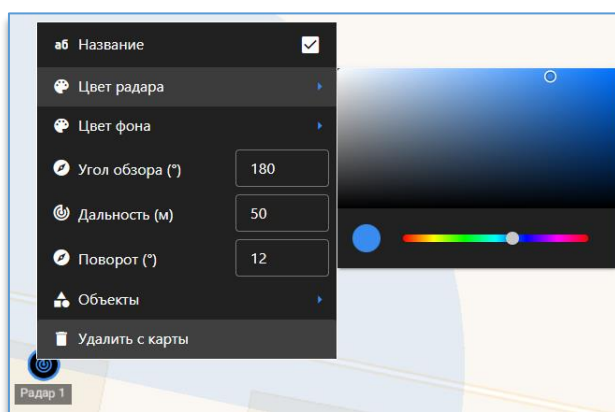 аб Название
Цвет радара
Цвет фона
Угол обзора (°) 180
Дальность (м) 50
Поворот (°) 12
Объекты
Удалить с карты
Радар 1